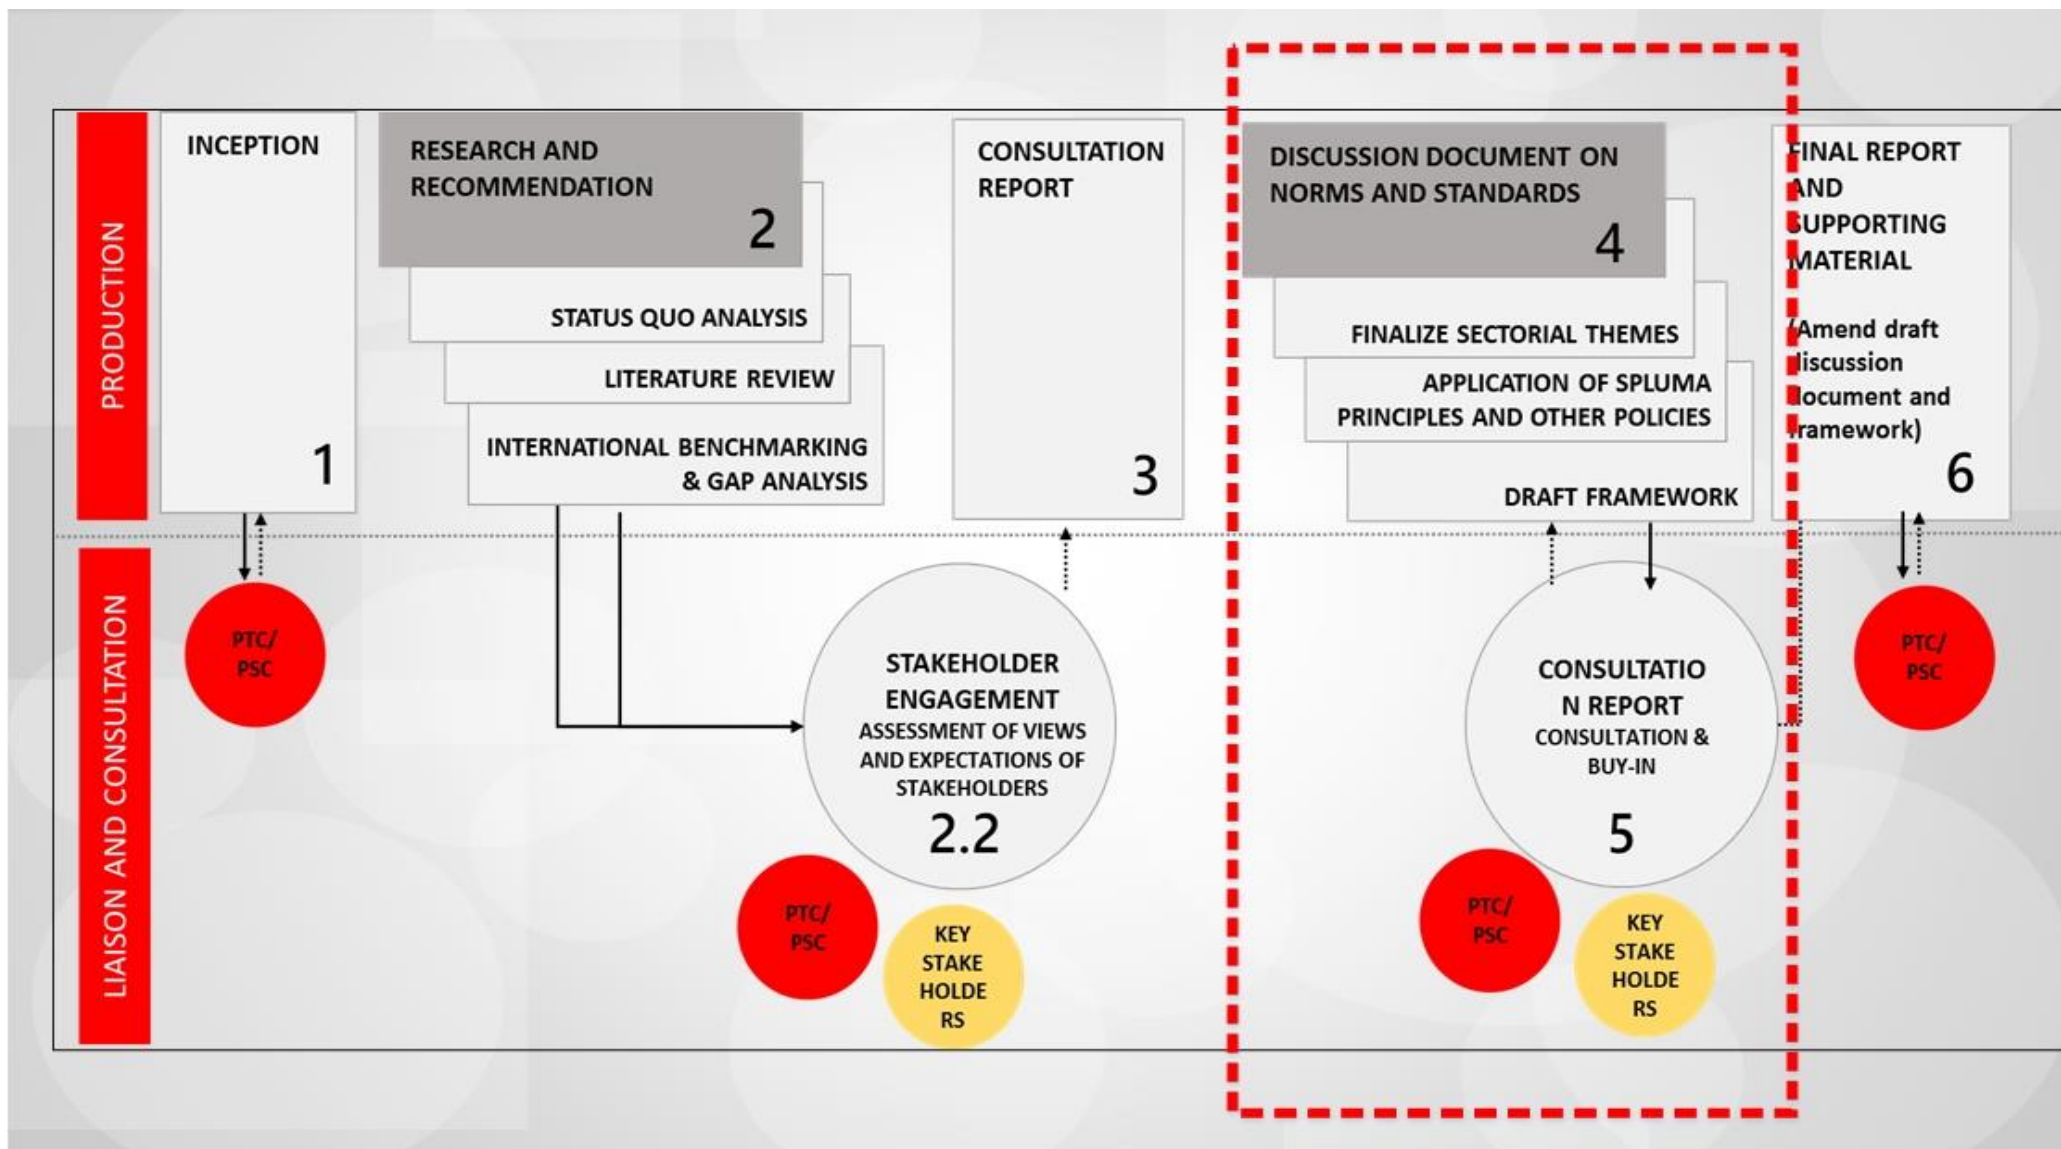 PRODUCTION
INCEPTION
1
RESEARCH AND
RECOMMENDATION
2
STATUS QUO ANALYSIS
LITERATURE REVIEW
INTERNATIONAL BENCHMARKING
& GAP ANALYSIS
CONSULTATION
REPORT
3
DISCUSSION DOCUMENT ON
NORMS AND STANDARDS
4
FINALIZE SECTORIAL THEMES
APPLICATION OF SPLUMA
PRINCIPLES AND OTHER POLICIES
DRAFT FRAMEWORK
FINAL REPORT
AND
SUPPORTING
MATERIAL
(Amend draft
discussion
document and
framework)
6
LIAISON AND CONSULTATION
PTC/
PSC
STAKEHOLDER
ENGAGEMENT
ASSESSMENT OF VIEWS
AND EXPECTATIONS OF
STAKEHOLDERS
2.2
PTC/
PSC
KEY
STAKE
HOLDE
RS
CONSULTATIO
N REPORT
CONSULTATION &
BUY-IN
5
PTC/
PSC
KEY
STAKE
HOLDE
RS
PTC/
PSC